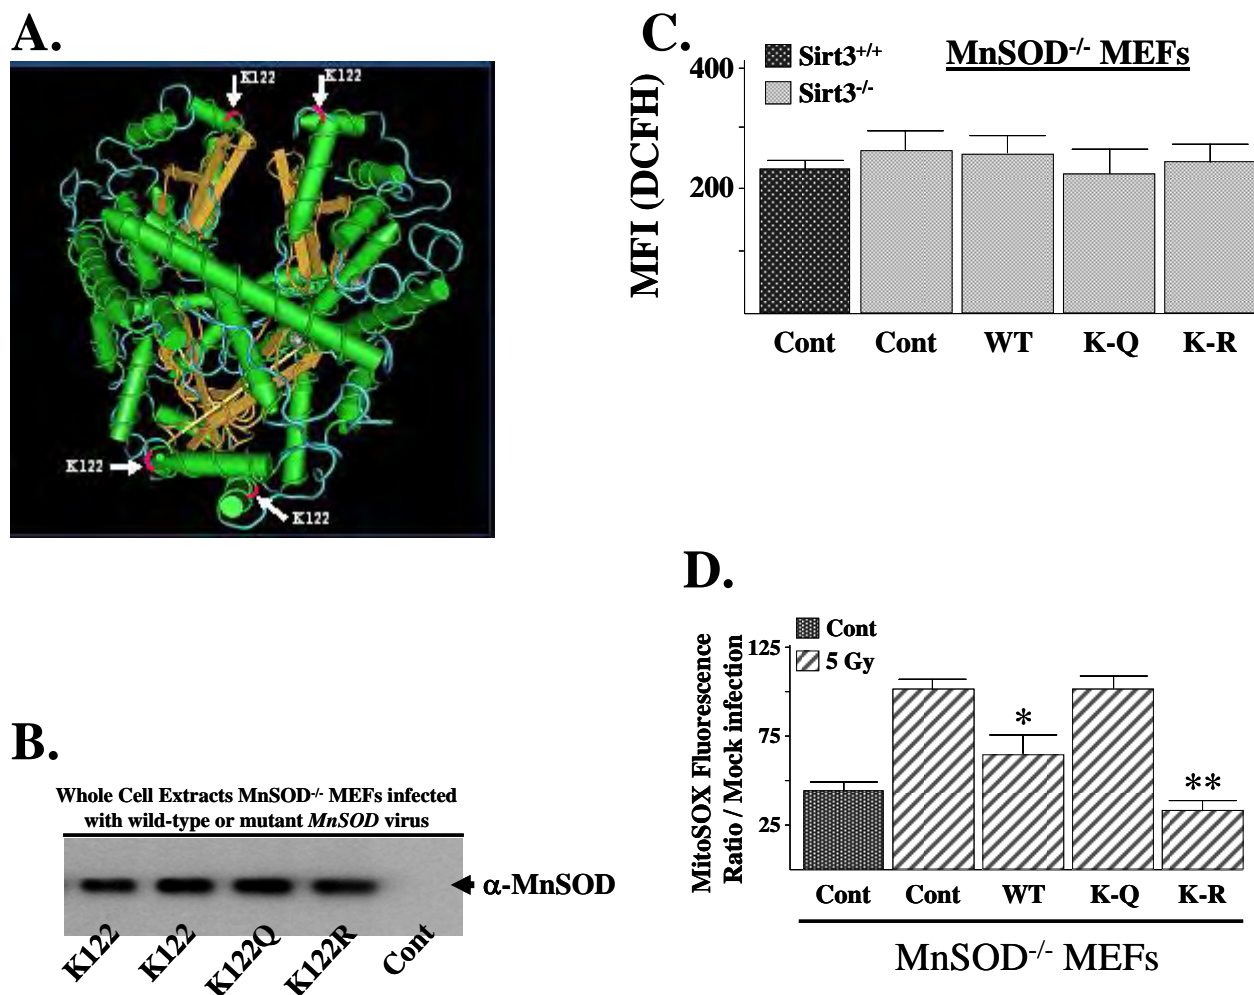 A.
K122
K122
K122
K122
B.
Whole Cell Extracts MnSOD-/- MEFs infected
with wild-type or mutant MnSOD virus
α-MnSOD
K122
K122
K122Q
K122R
Cont
C.
Sirt3+/+
Sirt3-/-
MnSOD-/- MEFs
MFI (DCFH)
400
200
Cont
Cont
WT
K-Q
K-R
D.
Cont
5 Gy
MitoSOX Fluorescence
Ratio / Mock infection
125
75
25
*
**
Cont
Cont
WT
K-Q
K-R
MnSOD-/- MEFs